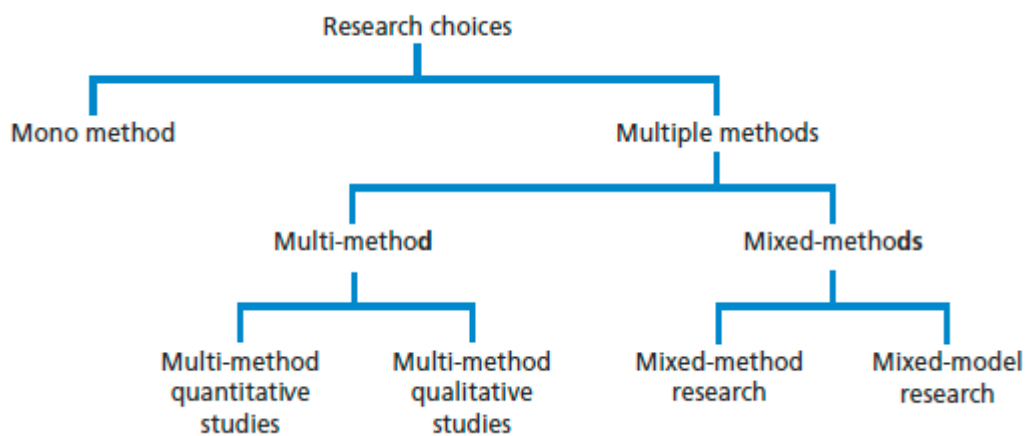 Research choices
Mono method
Multiple methods
Multi-method
Mixed-methods
Multi-method
quantitative
studies
Multi-method
qualitative
studies
Mixed-method
research
Mixed-model
research